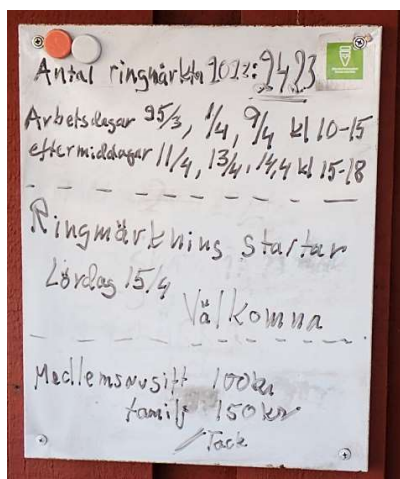 Antal ringmärkta 2022: 9423
Arbetsdagar 25/3, 1/4, 9/4 kl 10-15
eftermiddagar 11/4, 13/4, 14,4 kl 15-18
Ringmärkning startar
Lördag 15/4
Välkomna
Medlemsavgift 100kr
familj 150kr
/Tack